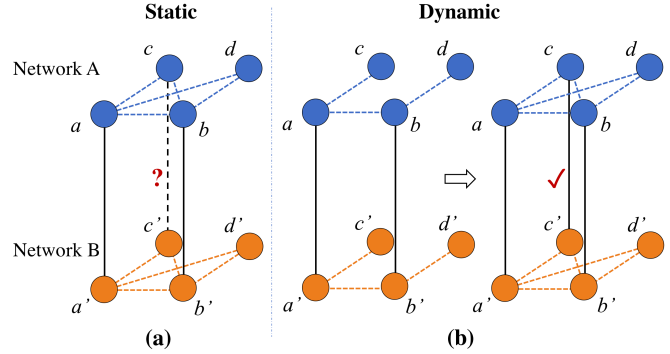 Static
Dynamic
Network A
c
d
a
b
c
d
a
b
c
d
a
b
?
✓
Network B
c’
d’
a’
b’
c’
d’
a’
b’
c’
d’
a’
b’
(a)
(b)